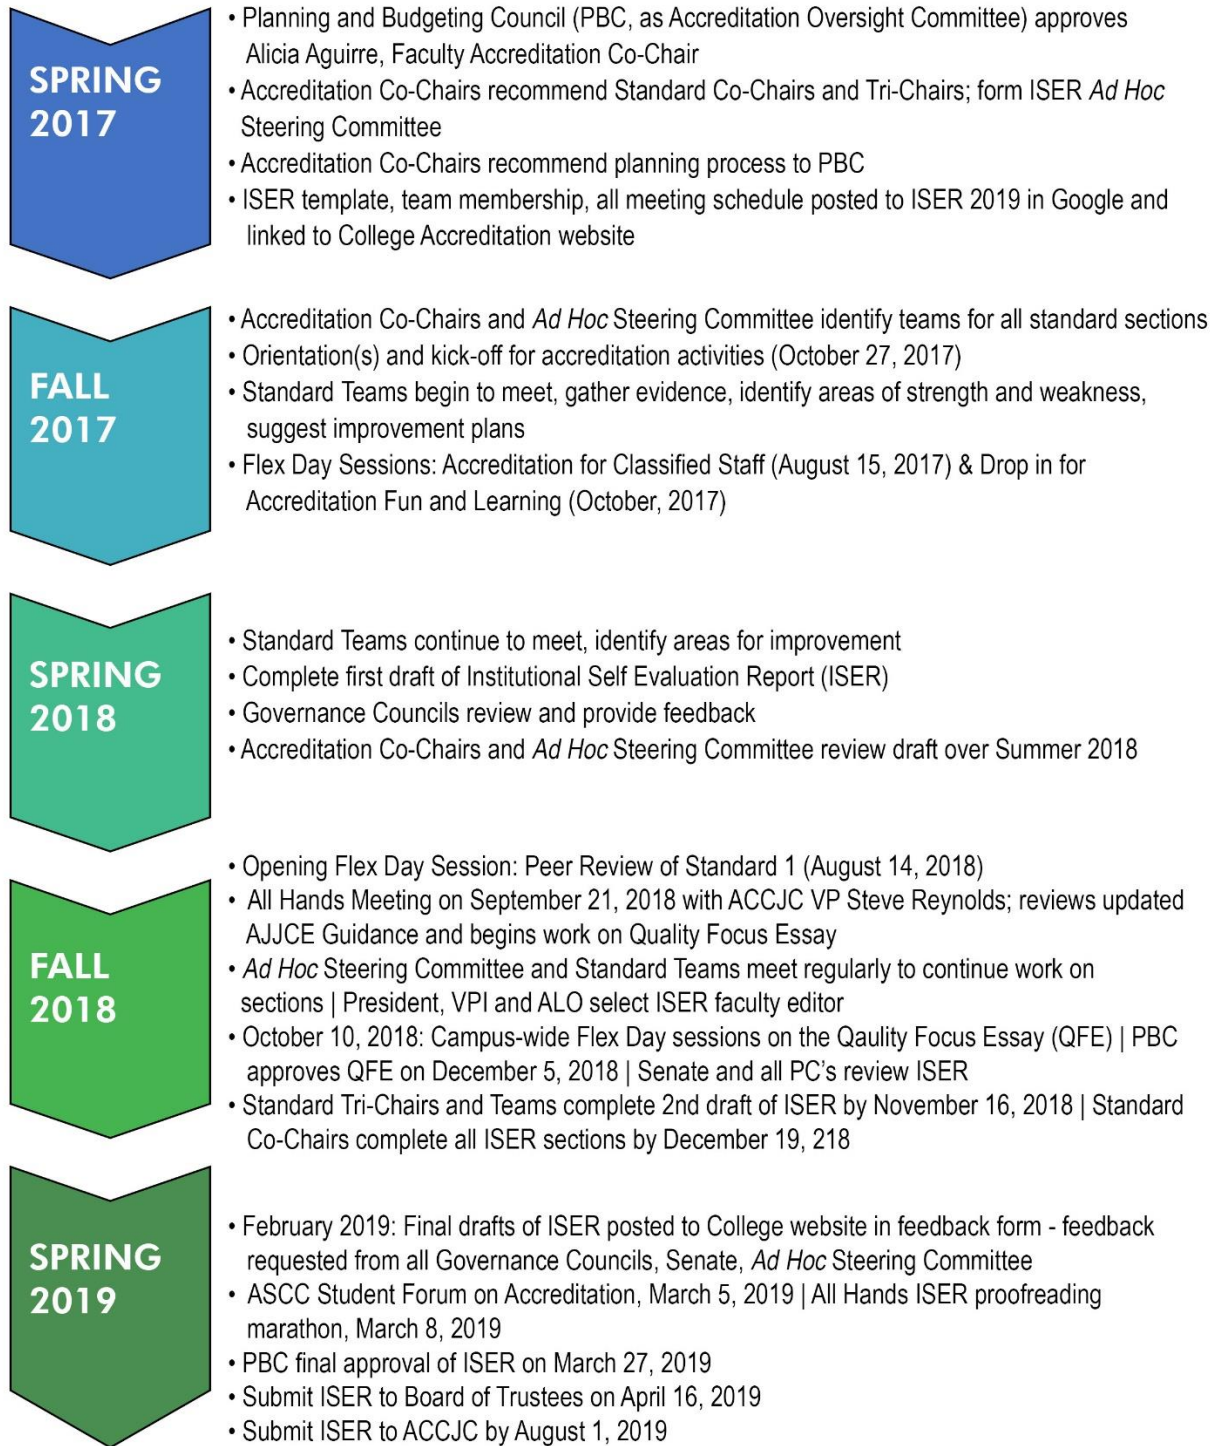 SPRING
2017
• Planning and Budgeting Council (PBC, as Accreditation Oversight Committee) approves
Alicia Aguirre, Faculty Accreditation Co-Chair
• Accreditation Co-Chairs recommend Standard Co-Chairs and Tri-Chairs; form ISER Ad Hoc
Steering Committee
• Accreditation Co-Chairs recommend planning process to PBC
• ISER template, team membership, all meeting schedule posted to ISER 2019 in Google and
linked to College Accreditation website
FALL
2017
• Accreditation Co-Chairs and Ad Hoc Steering Committee identify teams for all standard sections
• Orientation(s) and kick-off for accreditation activities (October 27, 2017)
• Standard Teams begin to meet, gather evidence, identify areas of strength and weakness,
suggest improvement plans
• Flex Day Sessions: Accreditation for Classified Staff (August 15, 2017) & Drop in for
Accreditation Fun and Learning (October, 2017)
SPRING
2018
• Standard Teams continue to meet, identify areas for improvement
• Complete first draft of Institutional Self Evaluation Report (ISER)
• Governance Councils review and provide feedback
• Accreditation Co-Chairs and Ad Hoc Steering Committee review draft over Summer 2018
FALL
2018
• Opening Flex Day Session: Peer Review of Standard 1 (August 14, 2018)
• All Hands Meeting on September 21, 2018 with ACCJC VP Steve Reynolds; reviews updated
AJJCE Guidance and begins work on Quality Focus Essay
• Ad Hoc Steering Committee and Standard Teams meet regularly to continue work on
sections | President, VPI and ALO select ISER faculty editor
• October 10, 2018: Campus-wide Flex Day sessions on the Qaulity Focus Essay (QFE) | PBC
approves QFE on December 5, 2018 | Senate and all PC's review ISER
• Standard Tri-Chairs and Teams complete 2nd draft of ISER by November 16, 2018 | Standard
Co-Chairs complete all ISER sections by December 19, 218
SPRING
2019
• February 2019: Final drafts of ISER posted to College website in feedback form - feedback
requested from all Governance Councils, Senate, Ad Hoc Steering Committee
• ASCC Student Forum on Accreditation, March 5, 2019 | All Hands ISER proofreading
marathon, March 8, 2019
• PBC final approval of ISER on March 27, 2019
• Submit ISER to Board of Trustees on April 16, 2019
• Submit ISER to ACCJC by August 1, 2019